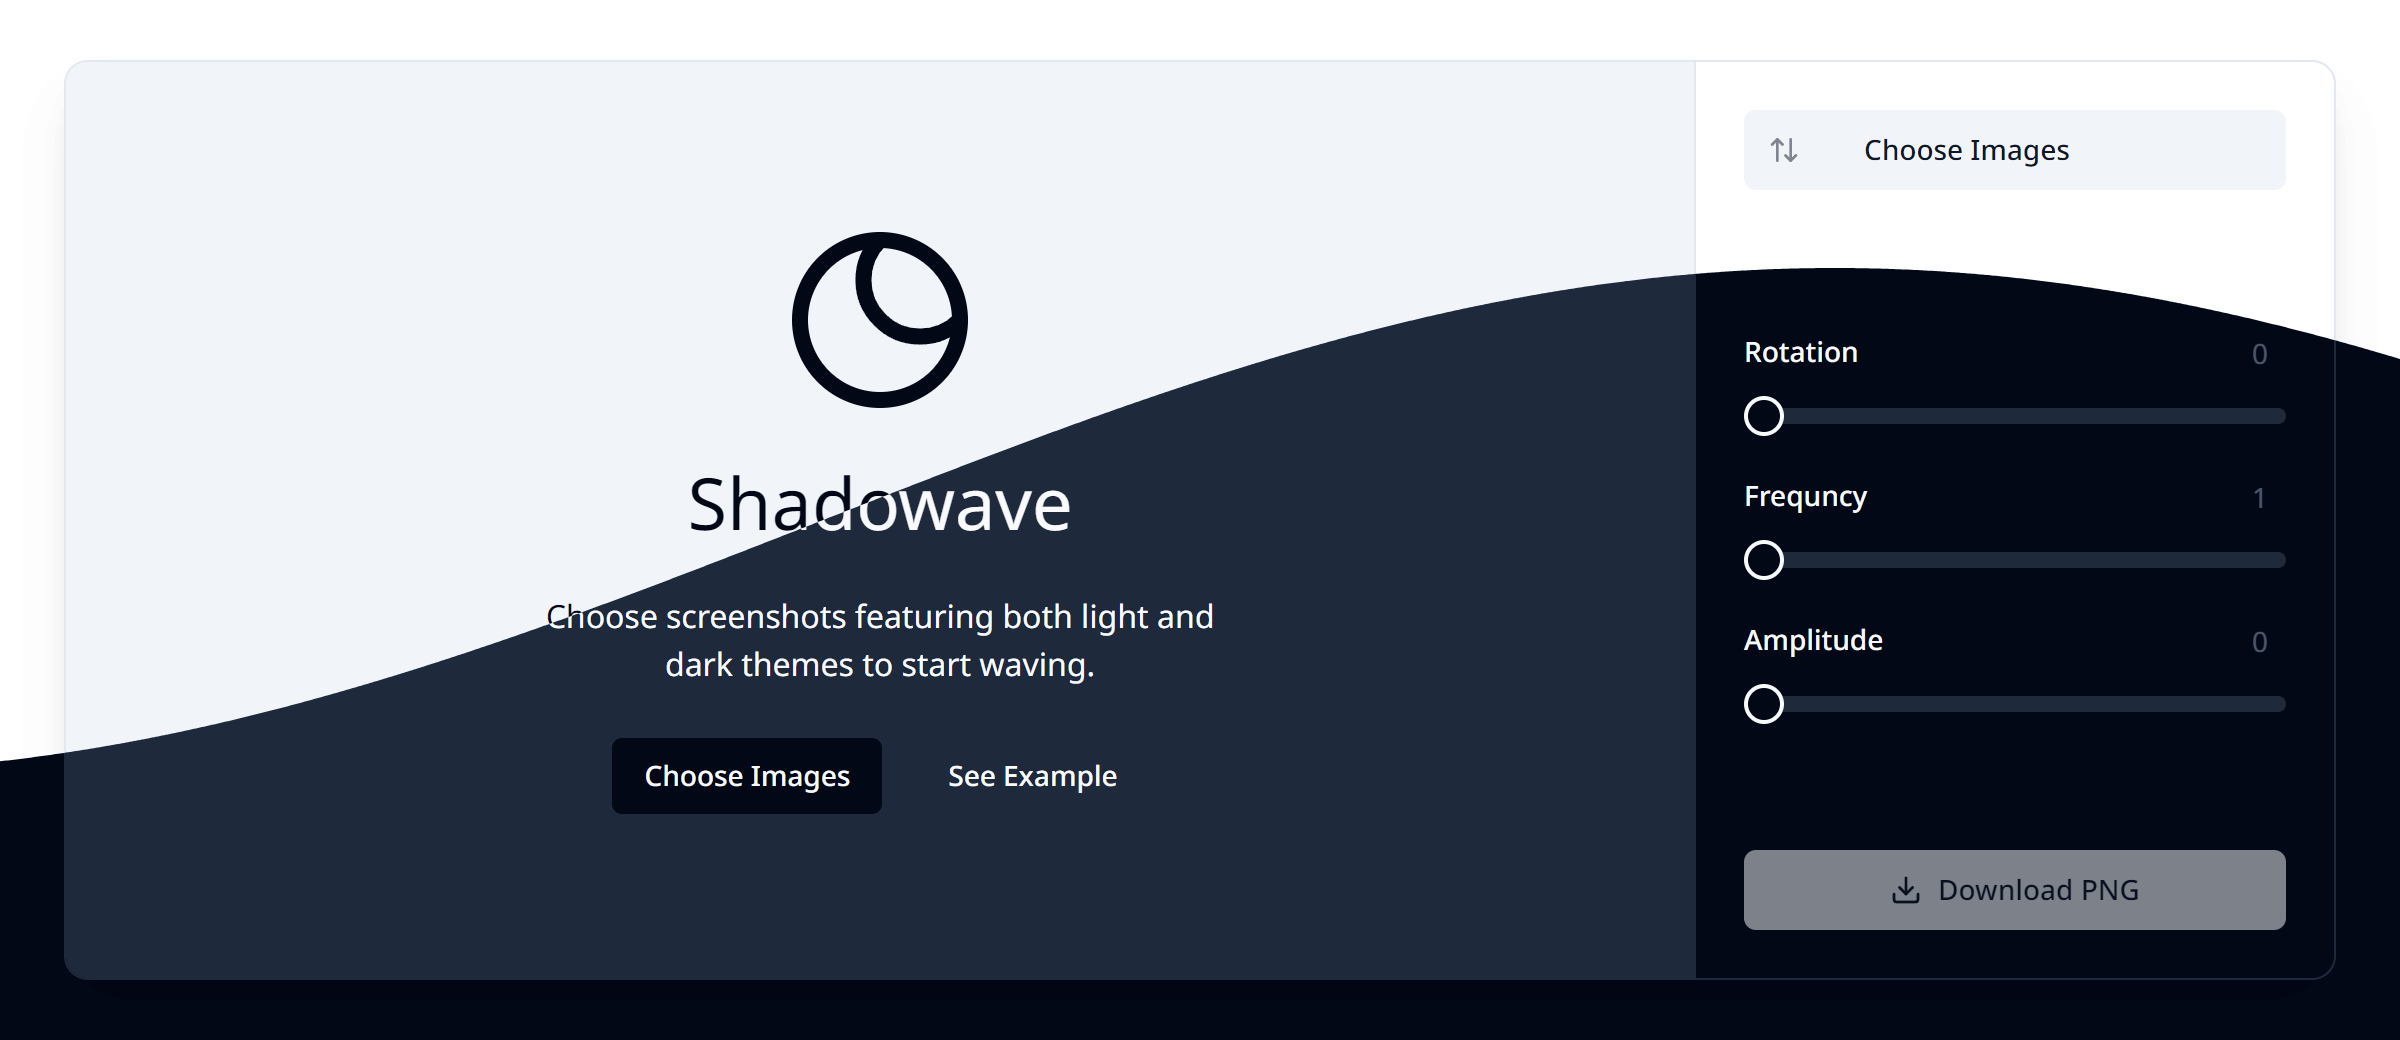 Shadowave
Choose screenshots featuring both light and
dark themes to start waving.
Choose Images
See Example
Choose Images
Rotation
0
Frequncy
1
Amplitude
0
Download PNG